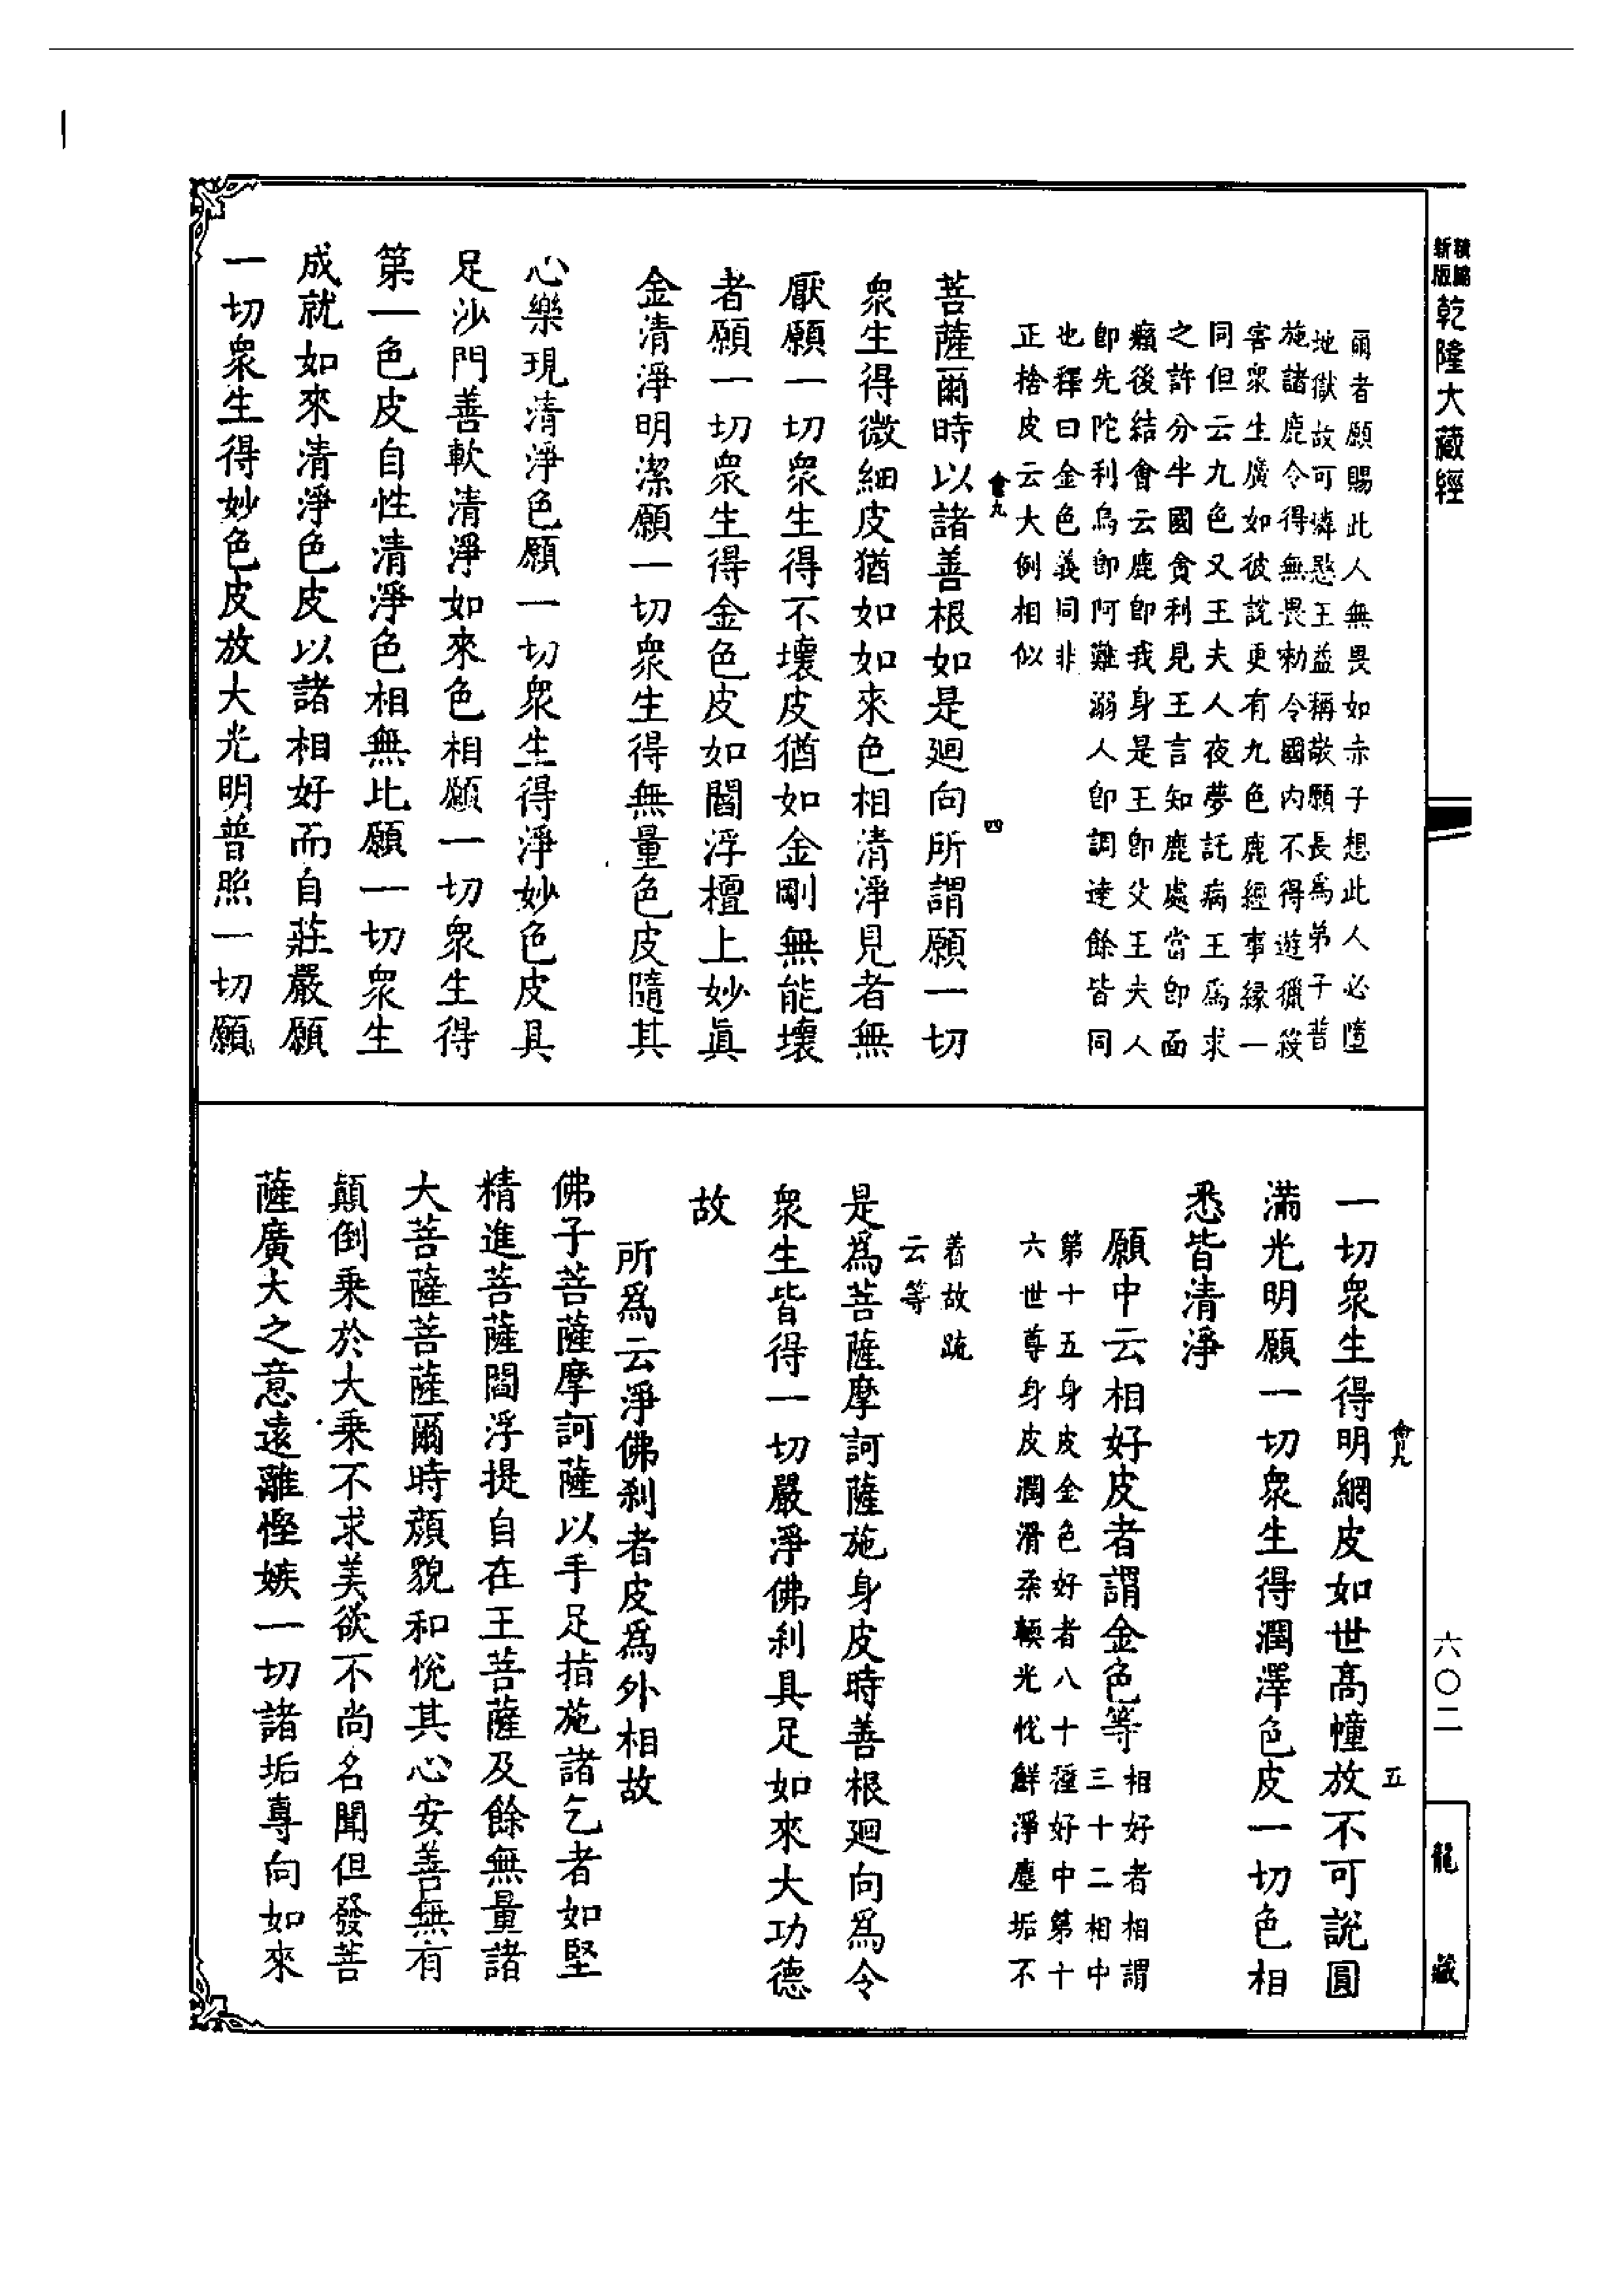 精縮
新版
乾隆大藏經
爾者願賜此人無畏如赤子想此人必墮
地獄故可憐愍王益稱敬願長爲弟子普
施諸鹿令得無畏勅令國内不得遊獵殺
害衆生廣如彼說更有九色鹿經事緣一
同但云九色又王夫人夜夢託病王爲求
之許分半國貪利見王言知鹿處當即面
癩後結會云鹿即我身是王即父王夫人
即先陀利烏即阿難溺人即調達餘皆同
也釋曰金色義同非
正捨皮云大例相似
會九
四
菩薩爾時以諸善根如是廻向所謂願一切
衆生得微細皮猶如如來色相清淨見者無
厭願一切衆生得不壞皮猶如金剛無能壞
者願一切衆生得金色皮如閻浮檀上妙眞
金清淨明潔願一切衆生得無量色皮隨其
心樂現清淨色願一切衆生得淨妙色皮具
足沙門善軟清淨如來色相願一切衆生得
第一色皮自性清淨色相無比願一切衆生
成就如來清淨色皮以諸相好而自莊嚴願
一切衆生得妙色皮放大光明普照一切願
會九
五
一切衆生得明網皮如世高幢放不可說圓
滿光明願一切衆生得潤澤色皮一切色相
悉皆清淨
願中云相好皮者謂金色等
相好者相謂
三十二相中
第十五身皮金色好者八十種好中第十
六世尊身皮潤滑柔輭光悅鮮淨塵垢不
着故疏
云等
是爲菩薩摩訶薩施身皮時善根廻向爲令
衆生皆得一切嚴淨佛刹具足如來大功德
故
所爲云淨佛刹者皮爲外相故
佛子菩薩摩訶薩以手足指施諸乞者如堅
精進菩薩閻浮提自在王菩薩及餘無量諸
大菩薩菩薩爾時顏貌和悅其心安善無有
顛倒乘於大乘不求美欲不尚名聞但發菩
薩廣大之意遠離慳嫉一切諸垢專向如來
六〇二
龍藏